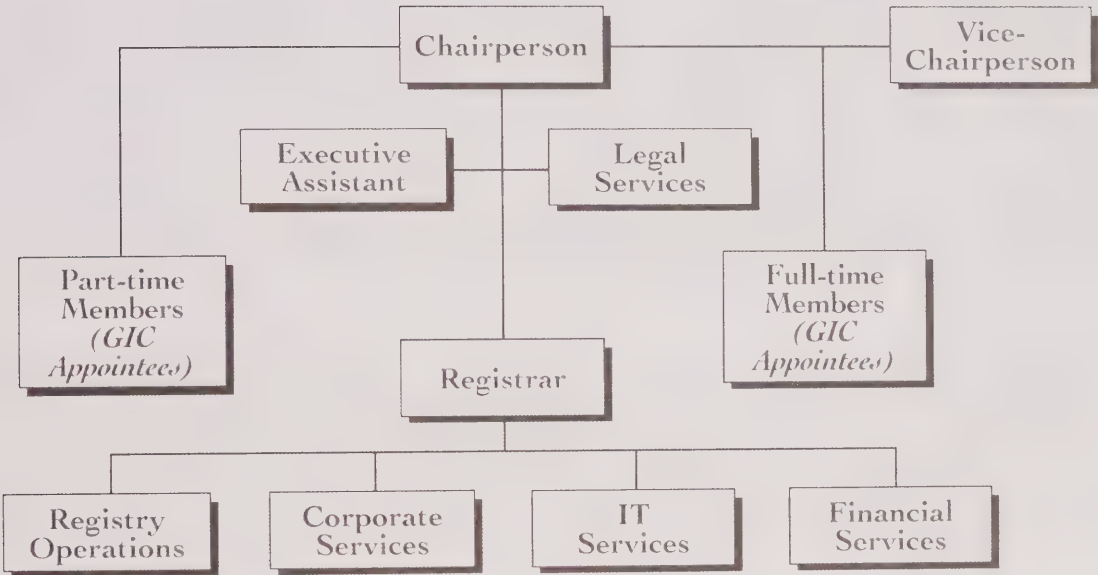 Chairperson
Vice-
Chairperson
Executive
Assistant
Legal
Services
Part-time
Members
(GIC
Appointees)
Full-time
Members
(GIC
Appointees)
Registrar
Registry
Operations
Corporate
Services
IT
Services
Financial
Services